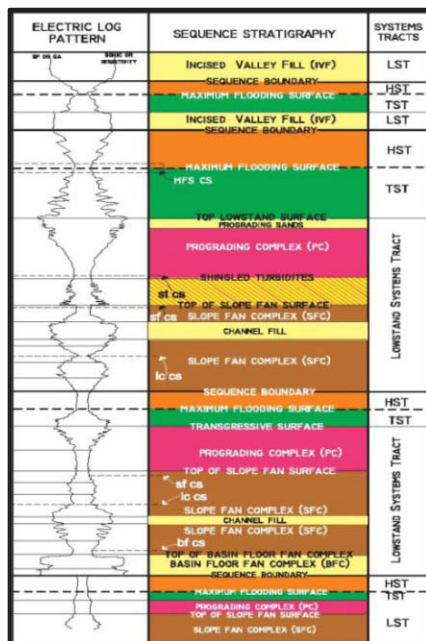 ELECTRIC LOG PATTERN
SEQUENCE STRATIGRAPHY
SYSTEMS TRACTS
SP OR GR
SONIC OR RESISTIVITY
INCISED VALLEY FILL (IVF)
LST
SEQUENCE BOUNDARY
HST
MAXIMUM FLOODING SURFACE
TST
INCISED VALLEY FILL (IVF)
LST
SEQUENCE BOUNDARY
HST
MAXIMUM FLOODING SURFACE
MFS CS
TST
TOP LOWSTAND SURFACE
PROGRADING SANDS
PROGRADING COMPLEX (PC)
SHINGLED TURBIDITES
st cs
TOP OF SLOPE FAN SURFACE
sf cs
SLOPE FAN COMPLEX (SFC)
CHANNEL FILL
LOWSTAND SYSTEMS TRACT
SLOPE FAN COMPLEX (SFC)
lc cs
SEQUENCE BOUNDARY
HST
MAXIMUM FLOODING SURFACE
TST
TRANSGRESSIVE SURFACE
PROGRADING COMPLEX (PC)
TOP OF SLOPE FAN SURFACE
sf cs
lc cs
SLOPE FAN COMPLEX (SFC)
CHANNEL FILL
SLOPE FAN COMPLEX (SFC)
bf cs
LOWSTAND SYSTEMS TRACT
TOP OF BASIN FLOOR FAN COMPLEX
BASIN FLOOR FAN COMPLEX (BFC)
SEQUENCE BOUNDARY
HST
MAXIMUM FLOODING SURFACE
TST
PROGRADING COMPLEX (PC)
TOP OF SLOPE FAN SURFACE
LST
SLOPE FAN COMPLEX (SFC)